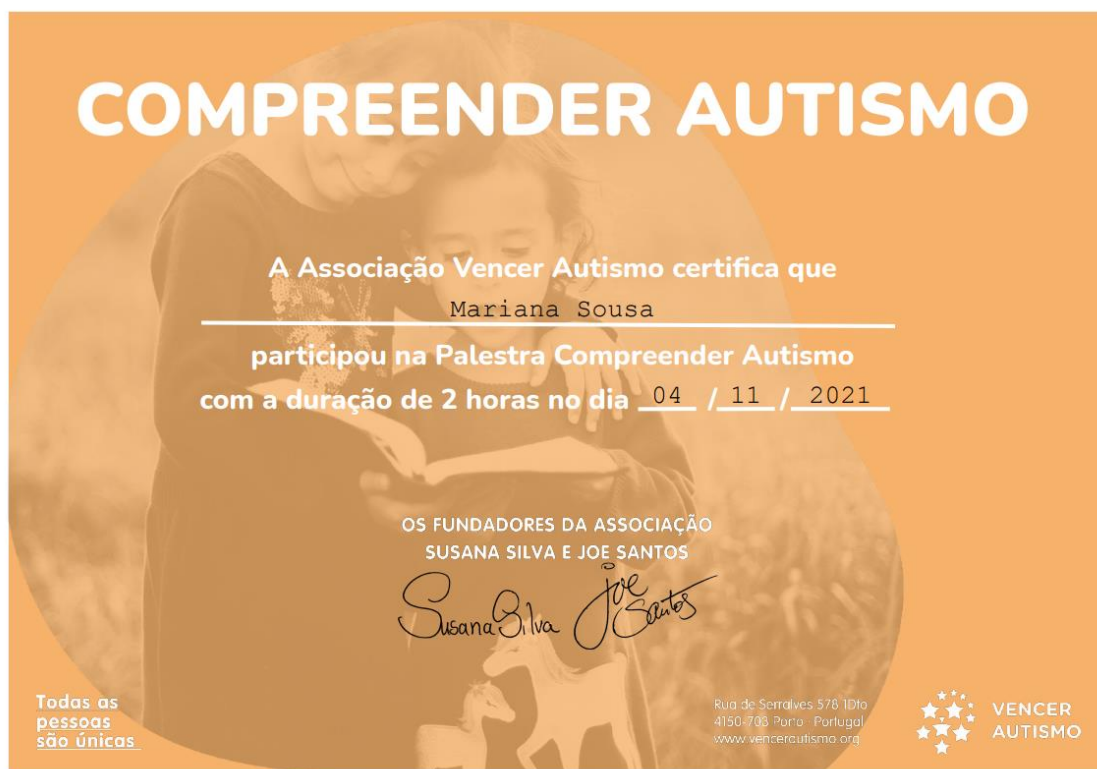 COMPREENDER AUTISMO
A Associação Vencer Autismo certifica que
Mariana Sousa
participou na Palestra Compreender Autismo
com a duração de 2 horas no dia 04 / 11 / 2021
OS FUNDADORES DA ASSOCIAÇÃO
SUSANA SILVA E JOE SANTOS
Susana Silva Joe Santos
Todas as
pessoas
são únicas
Rua de Serralves 578 1Dto
4150-703 Porto - Portugal
www.vencerautismo.org
VENCER
AUTISMO